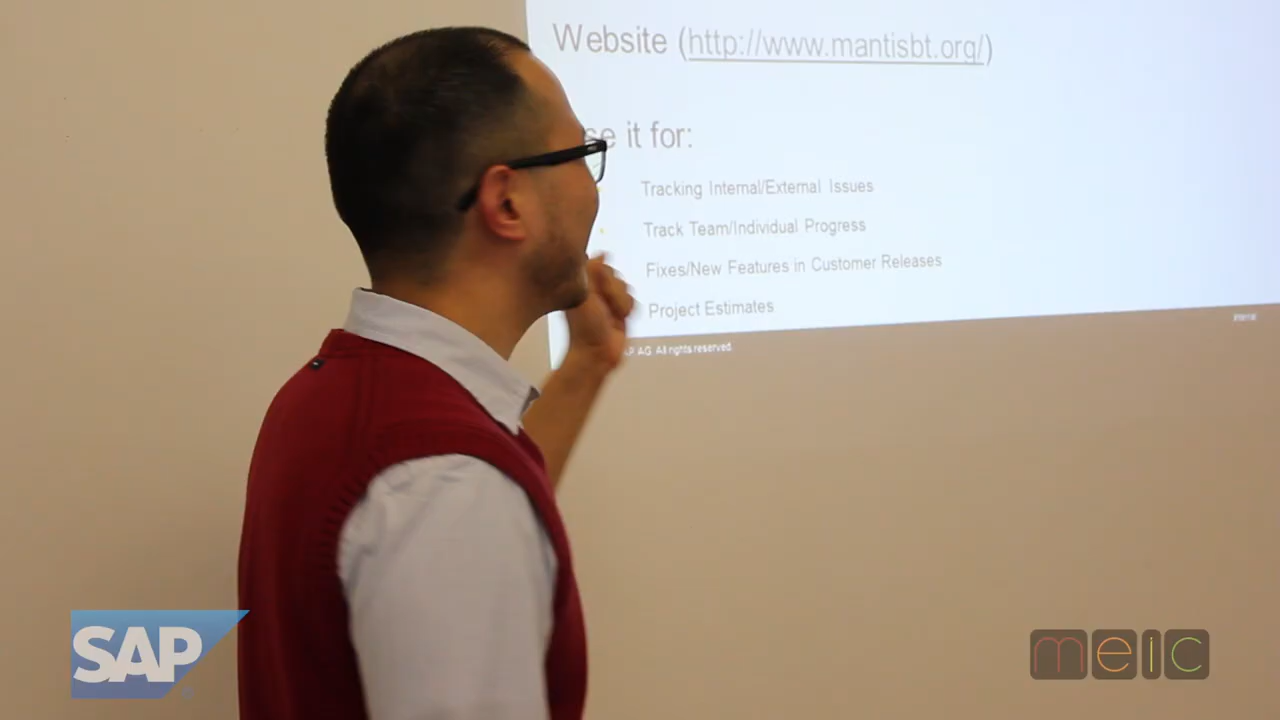 Website (http://www.mantisbt.org/)
se it for:
Tracking Internal/External Issues
Track Team/Individual Progress
Fixes/New Features in Customer Releases
Project Estimates
AG. All rights reserved.
SAP
meic